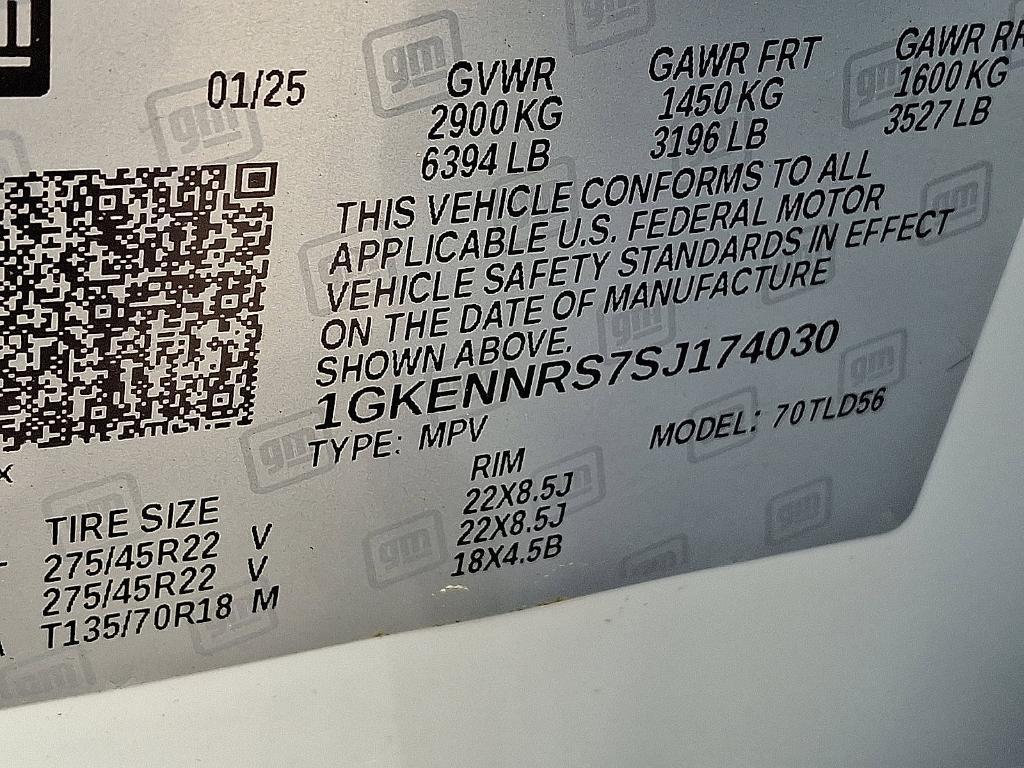 01/25
GVWR GAWR FRT GAWR RR
2900 KG 1450 KG 1600 KG
6394 LB 3196 LB 3527 LB
THIS VEHICLE CONFORMS TO ALL
APPLICABLE U.S. FEDERAL MOTOR
VEHICLE SAFETY STANDARDS IN EFFECT
ON THE DATE OF MANUFACTURE
SHOWN ABOVE.
1GKENNRS7SJ174030
TYPE: MPV MODEL: 70TLD56
TIRE SIZE RIM
275/45R22 V 22X8.5J
275/45R22 V 22X8.5J
T135/70R18 M 18X4.5B
gm